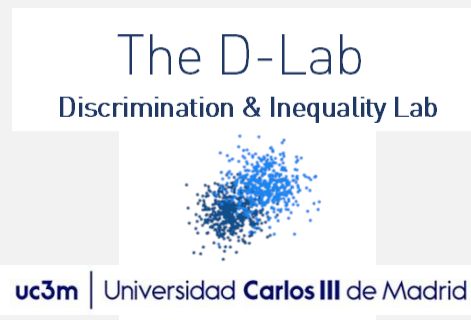 The D-Lab
Discrimination & Inequality Lab
uc3m | Universidad Carlos III de Madrid